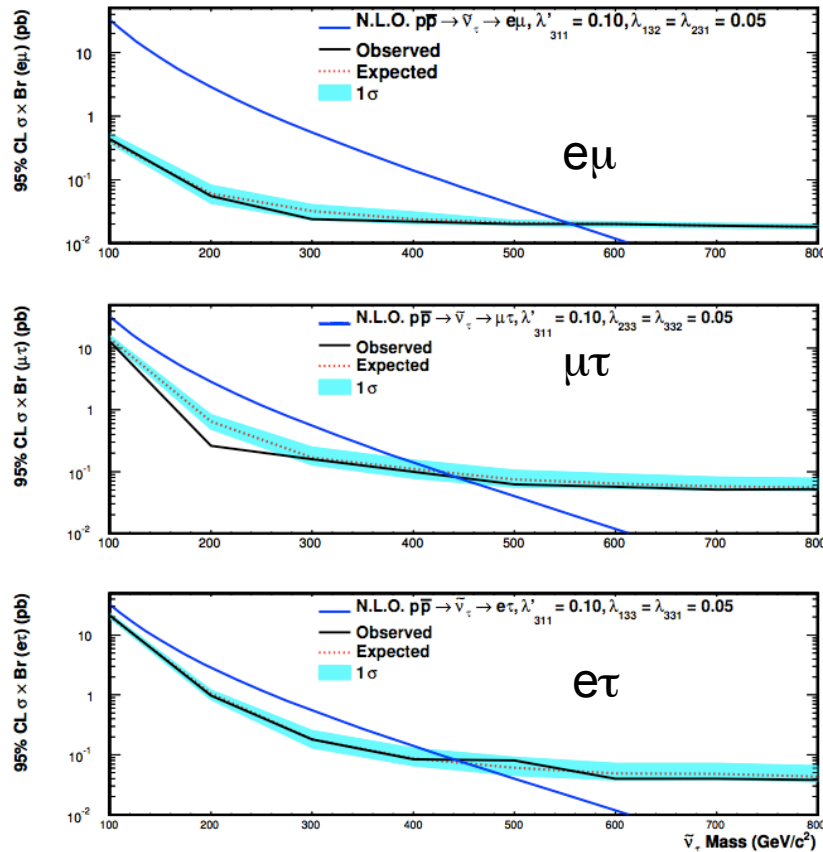 95% CL σ × Br (eμ) (pb)
N.L.O. pp̅ → ν̃τ → eμ, λ'311 = 0.10, λ132 = λ231 = 0.05
Observed
Expected
1 σ
eμ
10
1
10⁻¹
10⁻²
100 200 300 400 500 600 700 800
95% CL σ × Br (μτ) (pb)
N.L.O. pp̅ → ν̃τ → μτ, λ'311 = 0.10, λ233 = λ332 = 0.05
Observed
Expected
1 σ
μτ
10
1
10⁻¹
10⁻²
100 200 300 400 500 600 700 800
95% CL σ × Br (eτ) (pb)
N.L.O. pp̅ → ν̃τ → eτ, λ'311 = 0.10, λ133 = λ331 = 0.05
Observed
Expected
1 σ
eτ
10
1
10⁻¹
10⁻²
100 200 300 400 500 600 700 800
ν̃τ Mass (GeV/c²)